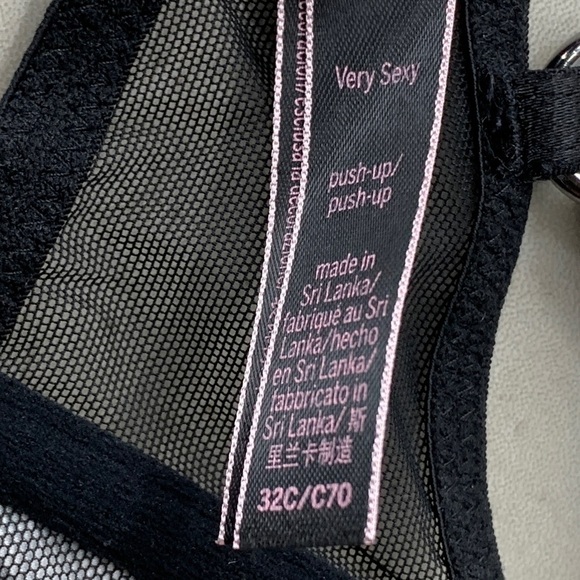 Very Sexy
push-up/
push-up
made in
Sri Lanka/
fabriqué au Sri
Lanka/hecho
en Sri Lanka/
fabbricato in
Sri Lanka/ 斯
里兰卡制造
32C/C70